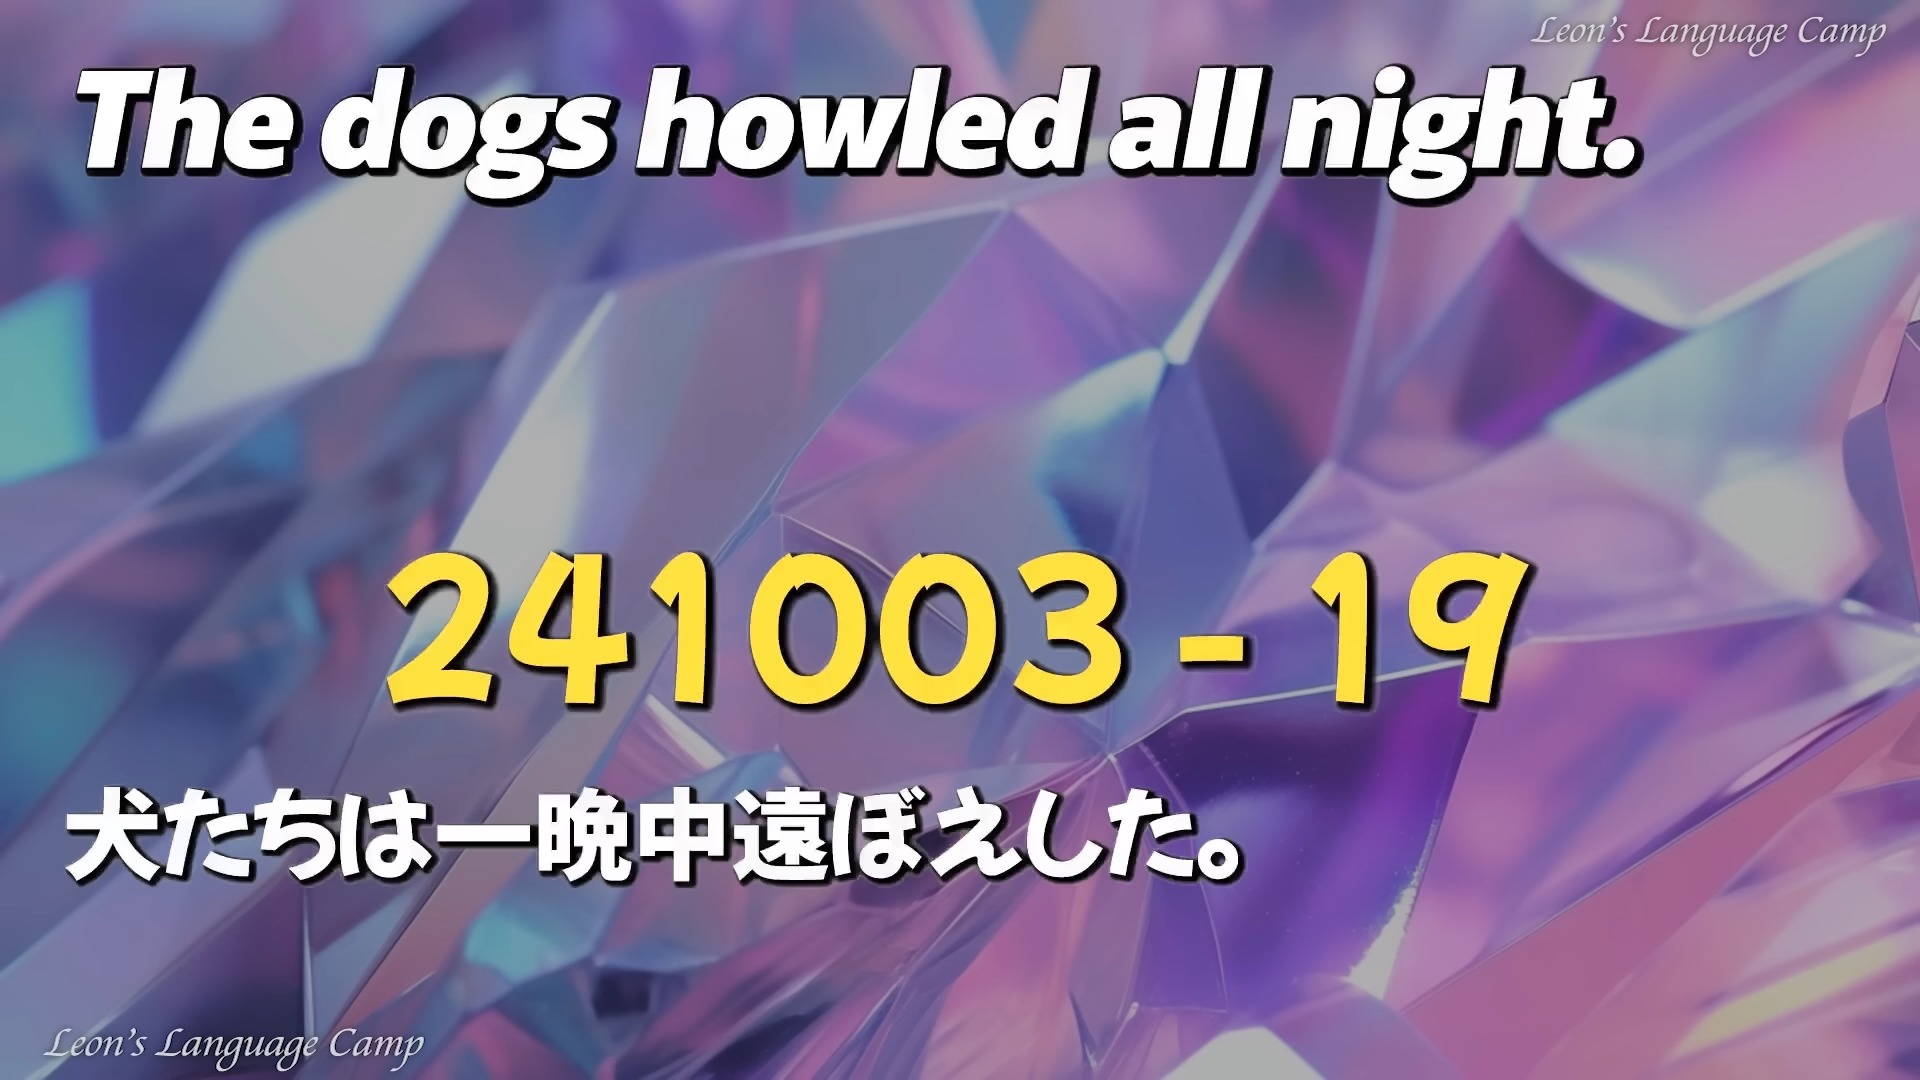 Leon's Language Camp
The dogs howled all night.
241003-19
犬たちは一晩中遠ぼえした。
Leon's Language Camp